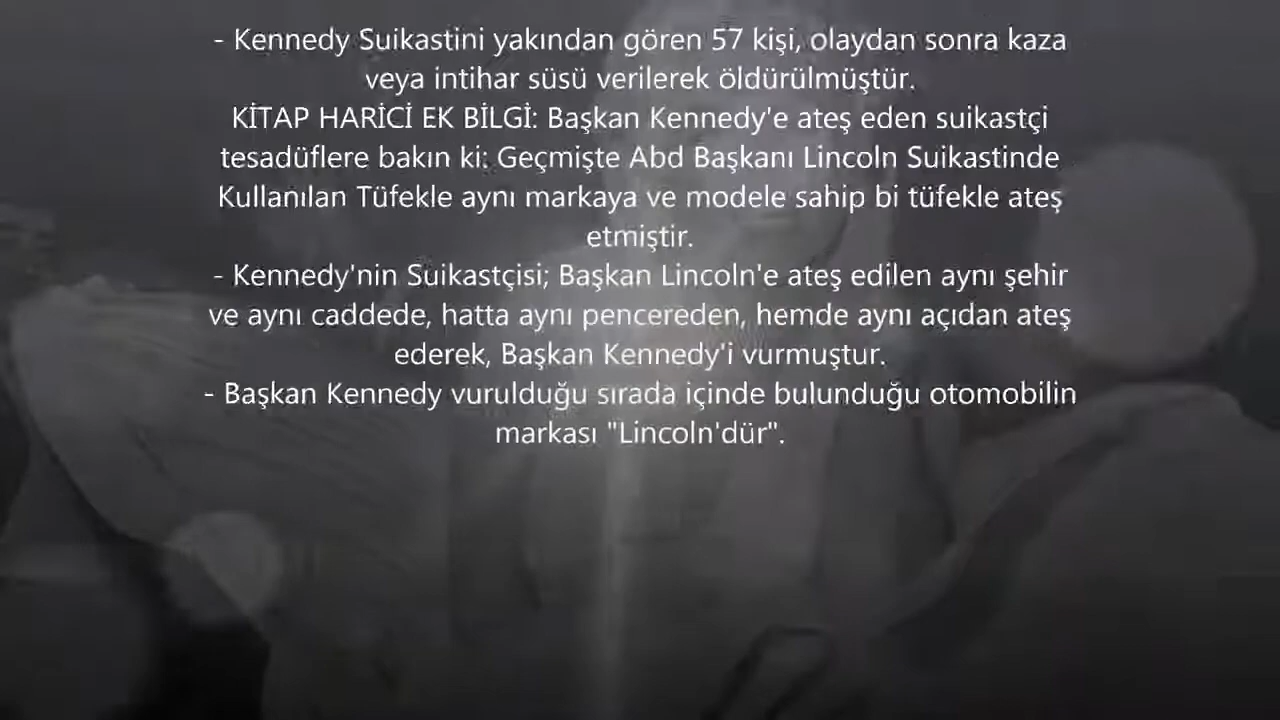 - Kennedy Suikastini yakından gören 57 kişi, olaydan sonra kaza
veya intihar süsü verilerek öldürülmüştür.
KİTAP HARİCİ EK BİLGİ: Başkan Kennedy'e ateş eden suikastçi
tesadüflere bakın ki; Geçmişte Abd Başkanı Lincoln Suikastinde
Kullanılan Tüfekle aynı markaya ve modele sahip bi tüfekle ateş
etmiştir.
- Kennedy'nin Suikastçisi; Başkan Lincoln'e ateş edilen aynı şehir
ve aynı caddede, hatta aynı pencereden, hemde aynı açıdan ateş
ederek, Başkan Kennedy'i vurmuştur.
- Başkan Kennedy vurulduğu sırada içinde bulunduğu otomobilin
markası "Lincoln'dür".